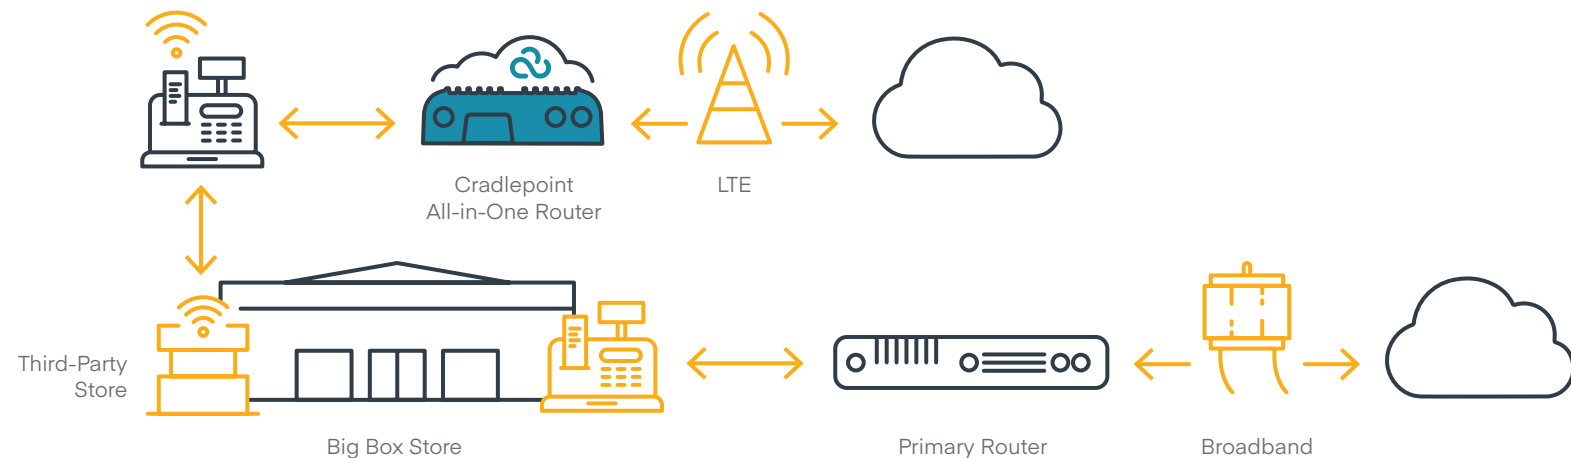 Cradlepoint
All-in-One Router
LTE
Third-Party
Store
Big Box Store
Primary Router
Broadband